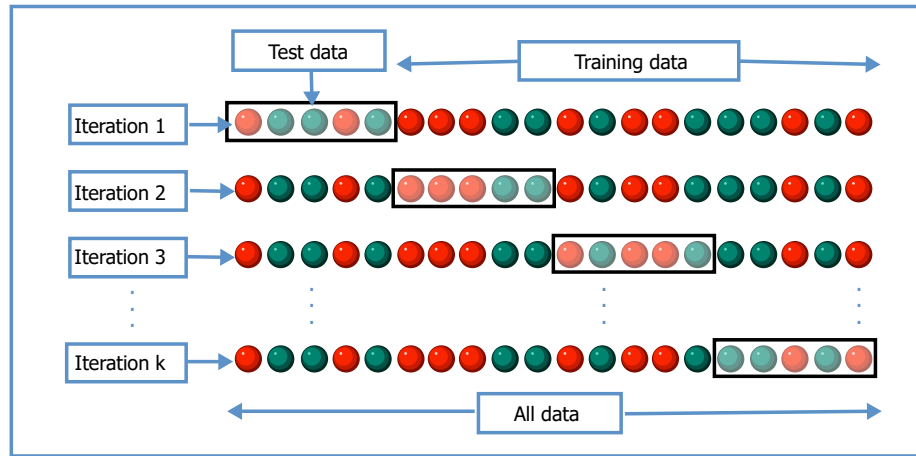 Test data
Training data
Iteration 1
Iteration 2
Iteration 3
Iteration k
All data